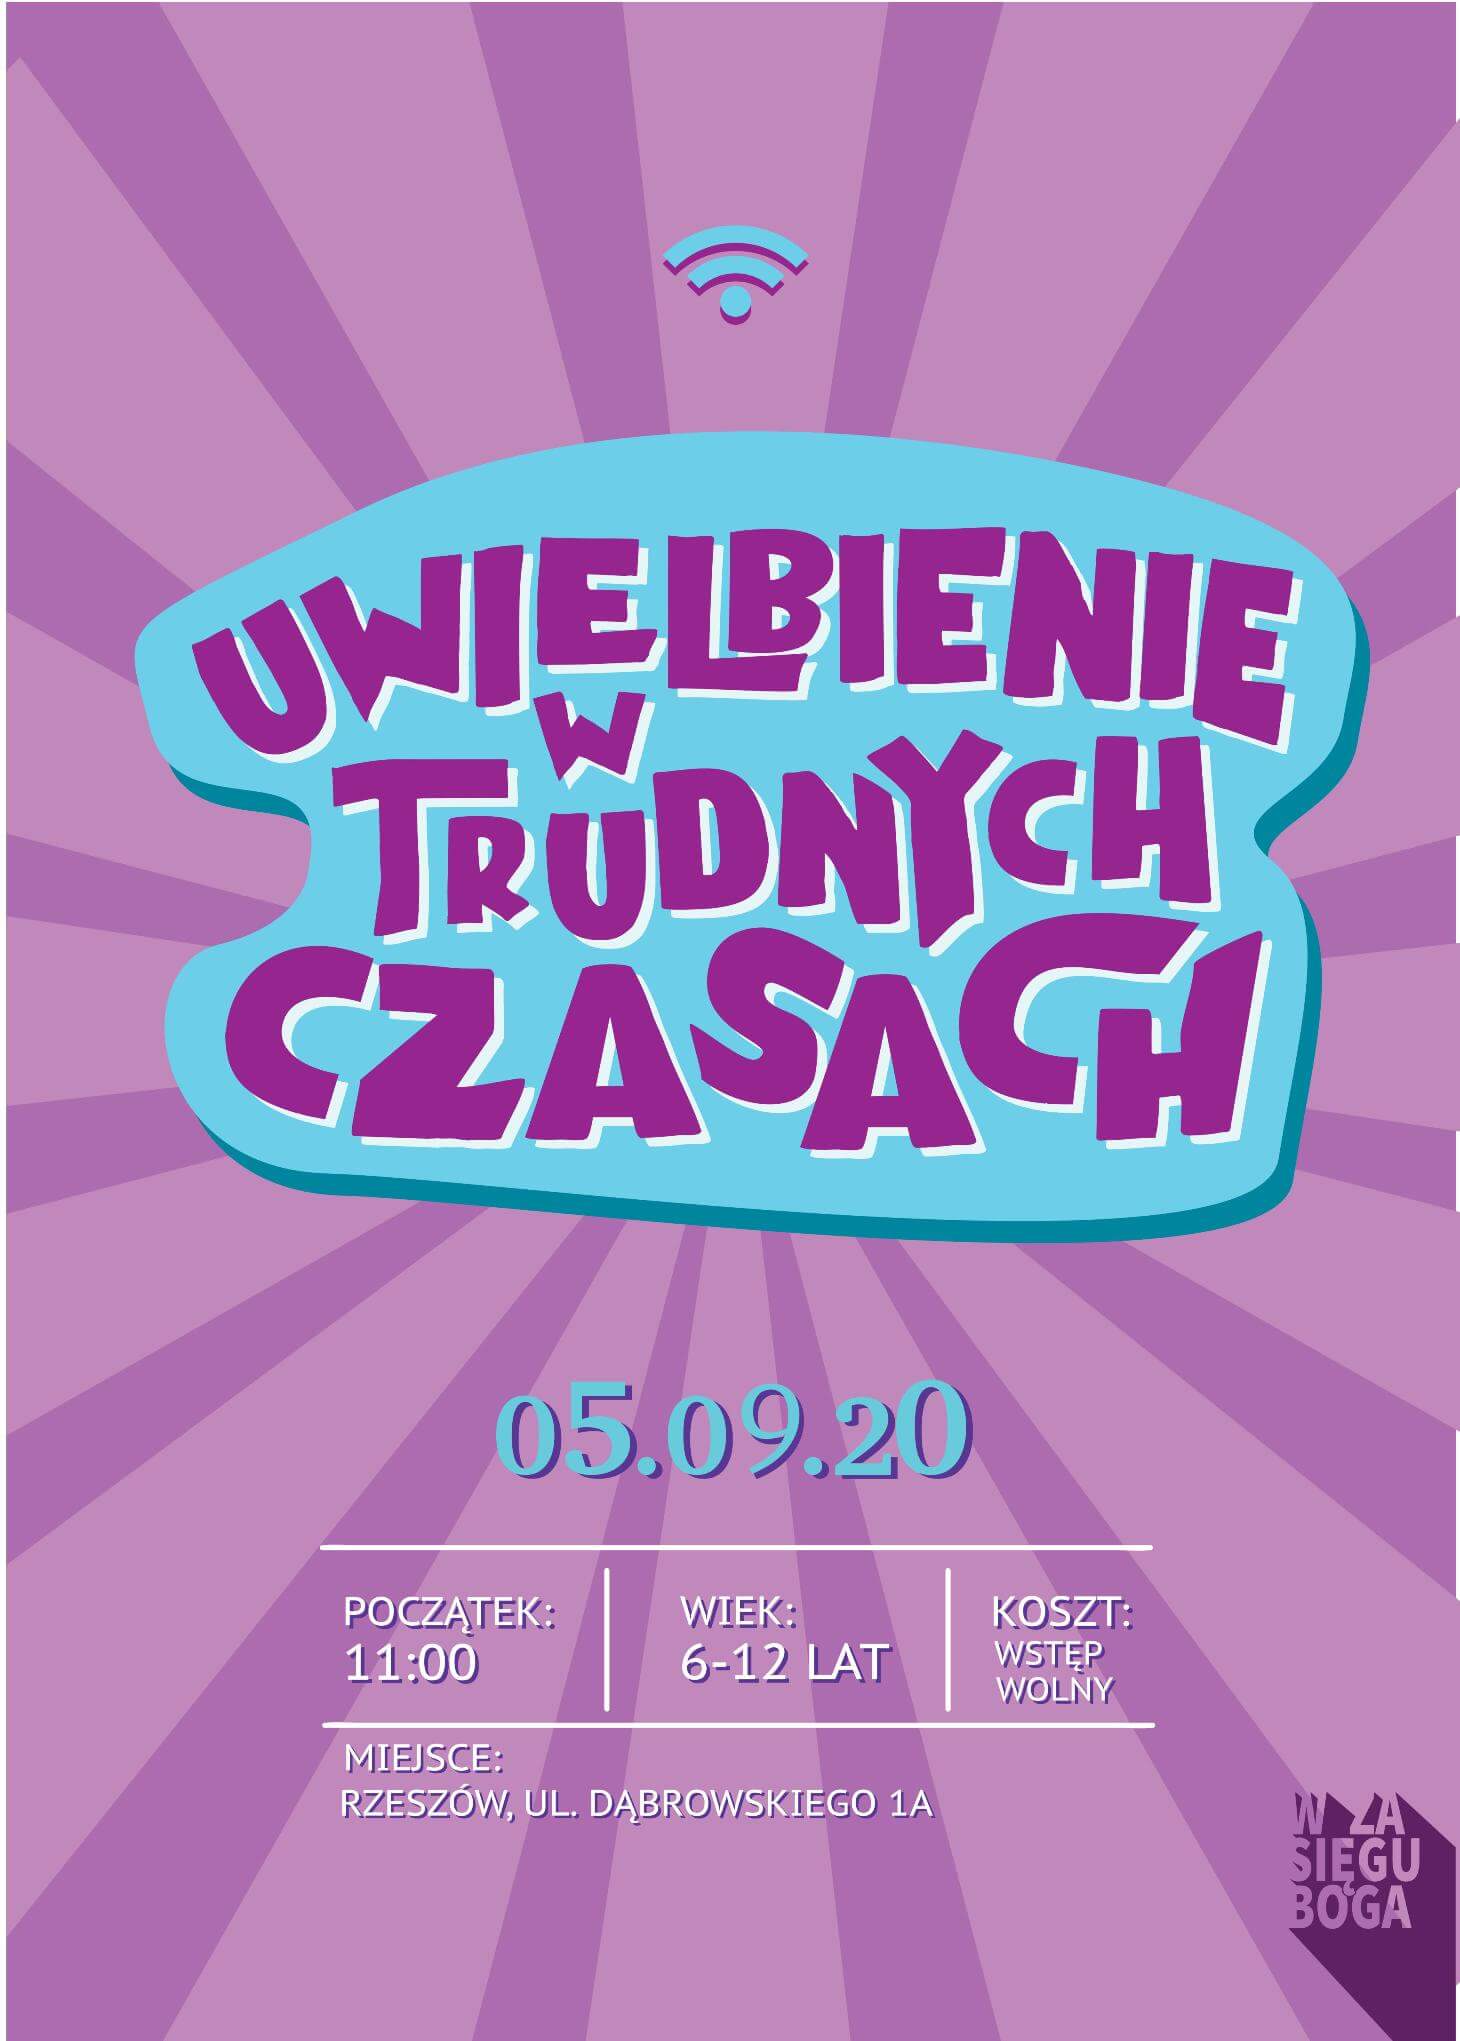 UWIELBIENIE
W
TRUDNYCH
CZASACH
05.09.20
POCZĄTEK:
11:00
WIEK:
6-12 LAT
KOSZT:
WSTĘP
WOLNY
MIEJSCE:
RZESZÓW, UL. DĄBROWSKIEGO 1A
W ZA
SIĘGU
BOGA